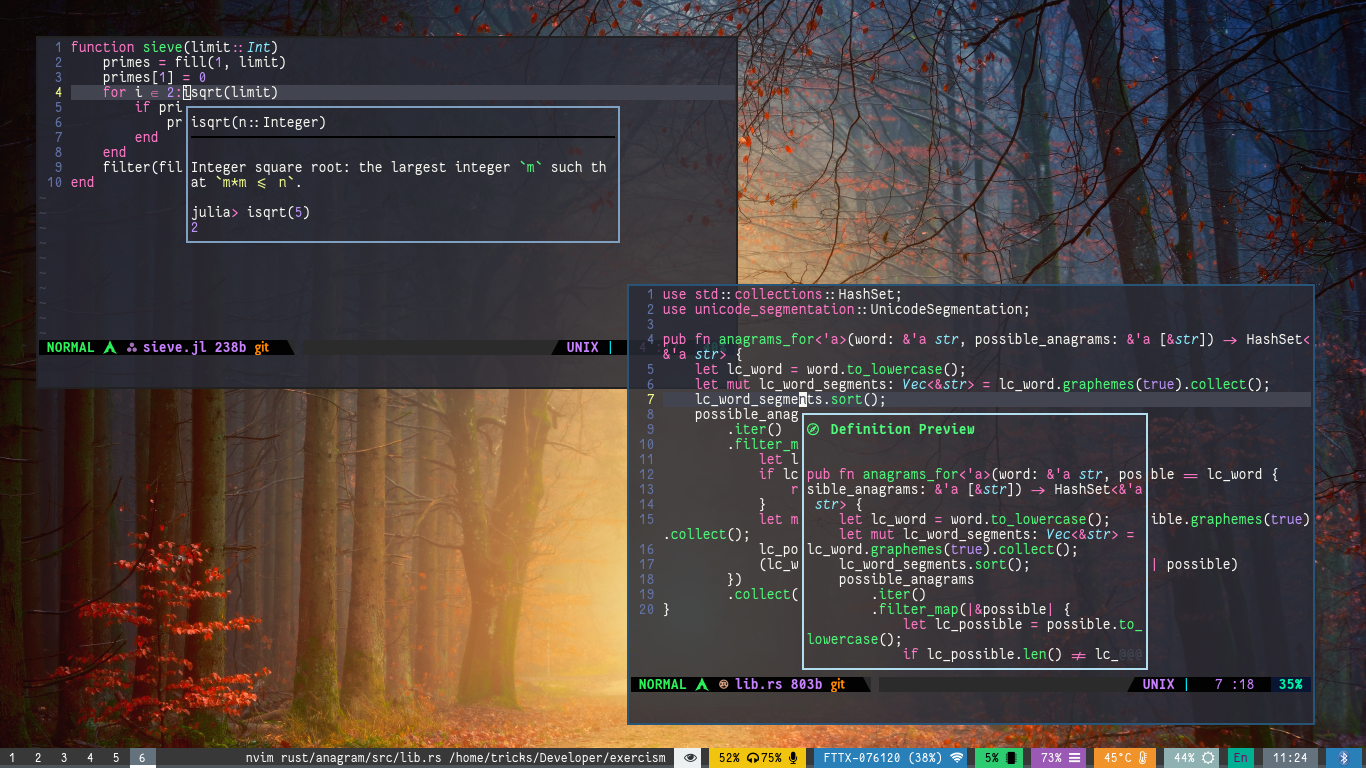 1 function sieve(limit::Int)
2 primes = fill(1, limit)
3 primes[1] = 0
4 for i ∈ 2:isqrt(limit)
5 if pri
6 pr
7 end
8 end
9 filter(fil
10 end
isqrt(n::Integer)
Integer square root: the largest integer `m` such th
at `m*m ⩽ n`.
julia> isqrt(5)
2
NORMAL sieve.jl 238b git UNIX |
1 use std::collections::HashSet;
2 use unicode_segmentation::UnicodeSegmentation;
3
4 pub fn anagrams_for<'a>(word: &'a str, possible_anagrams: &'a [&str]) → HashSet<
&'a str> {
5 let lc_word = word.to_lowercase();
6 let mut lc_word_segments: Vec<&str> = lc_word.graphemes(true).collect();
7 lc_word_segments.sort();
8 possible_anag
9 .iter()
10 .filter_m
11 let l
12 if lc ble == lc_word {
13 r
14 }
15 let m ible.graphemes(true)
.collect();
16 lc_po
17 (lc_w | possible)
18 })
19 .collect(
20 }
Definition Preview
pub fn anagrams_for<'a>(word: &'a str, pos
sible_anagrams: &'a [&str]) → HashSet<&'a
str> {
let lc_word = word.to_lowercase();
let mut lc_word_segments: Vec<&str> =
lc_word.graphemes(true).collect();
lc_word_segments.sort();
possible_anagrams
.iter()
.filter_map(|&possible| {
let lc_possible = possible.to_
lowercase();
if lc_possible.len() ≠ lc_@@@
NORMAL lib.rs 803b git UNIX | 7 :18 35%
1 2 3 4 5 6 nvim rust/anagram/src/lib.rs /home/tricks/Developer/exercism 52% 75% FTTX-076120 (38%) 5% 73% 45°C 44% En 11:24